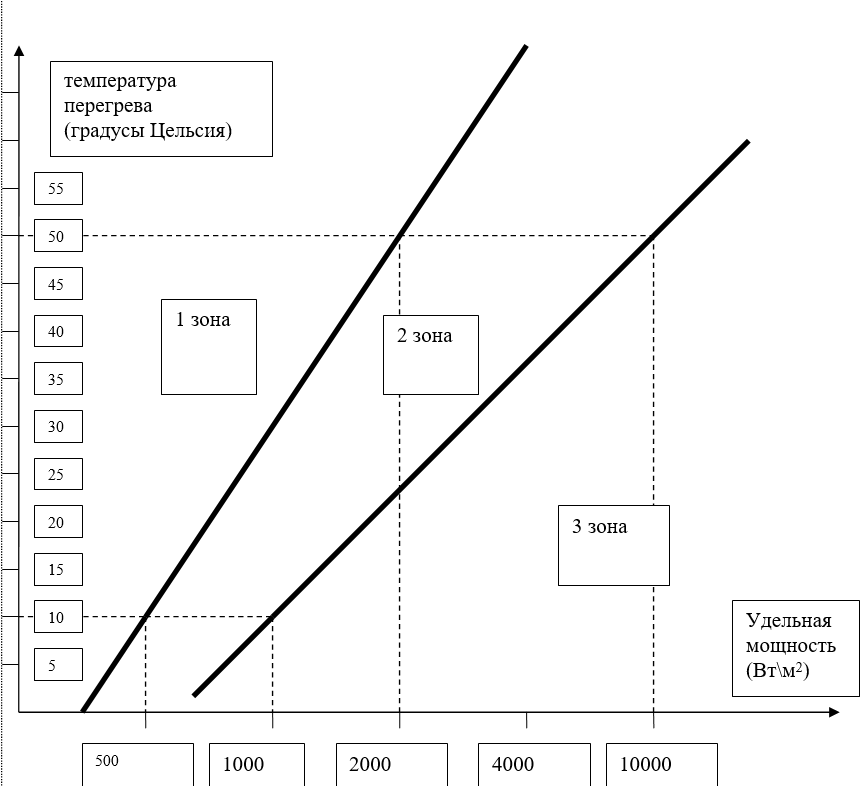 температура
перегрева
(градусы Цельсия)
55
50
45
40
35
30
25
20
15
10
5
1 зона
2 зона
3 зона
Удельная
мощность
(Вт\м²)
500
1000
2000
4000
10000